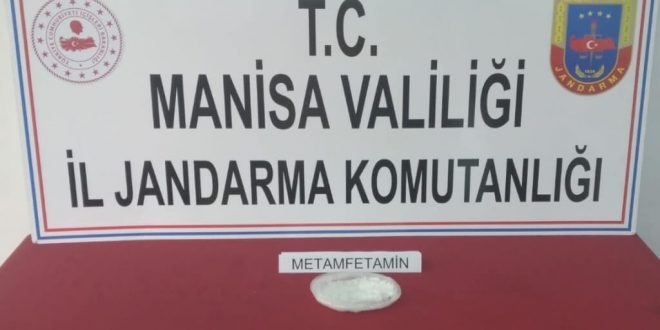 T.C.
MANİSA VALİLİĞİ
İL JANDARMA KOMUTANLIĞI
JANDARMA
METAMFETAMİN